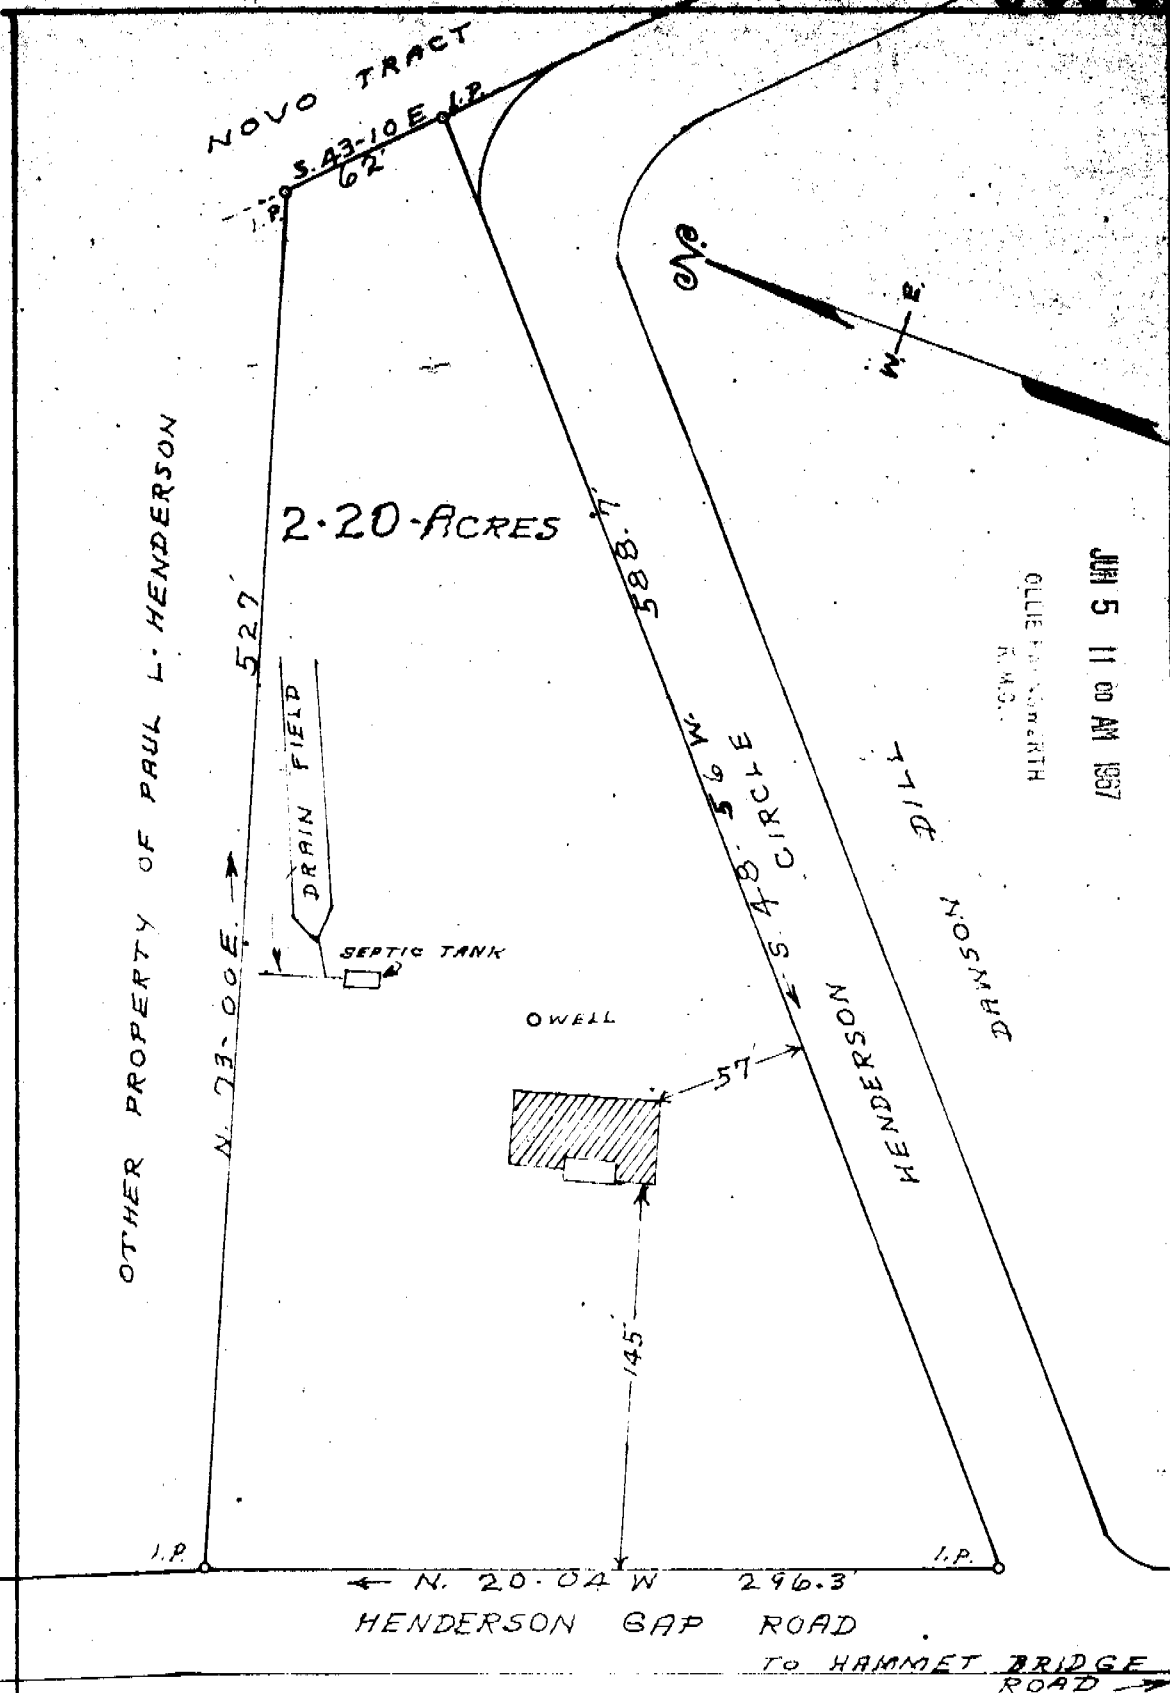 NOVO TRACT
S. 43-10 E
62'
I.P.
I.P.
N.
W. E.
OTHER PROPERTY OF PAUL L. HENDERSON
2.20 ACRES
527'
N. 73-00 E.
588.7'
S. 48-56 W.
HENDERSON CIRCLE
DAWSON DILL
JUN 5 11 00 AM 1967
OLLIE
R.M.C.
DRAIN FIELD
SEPTIC TANK
WELL
57'
145'
I.P.
I.P.
← N. 20-04 W 296.3'
HENDERSON GAP ROAD
TO HAMMET BRIDGE
ROAD →